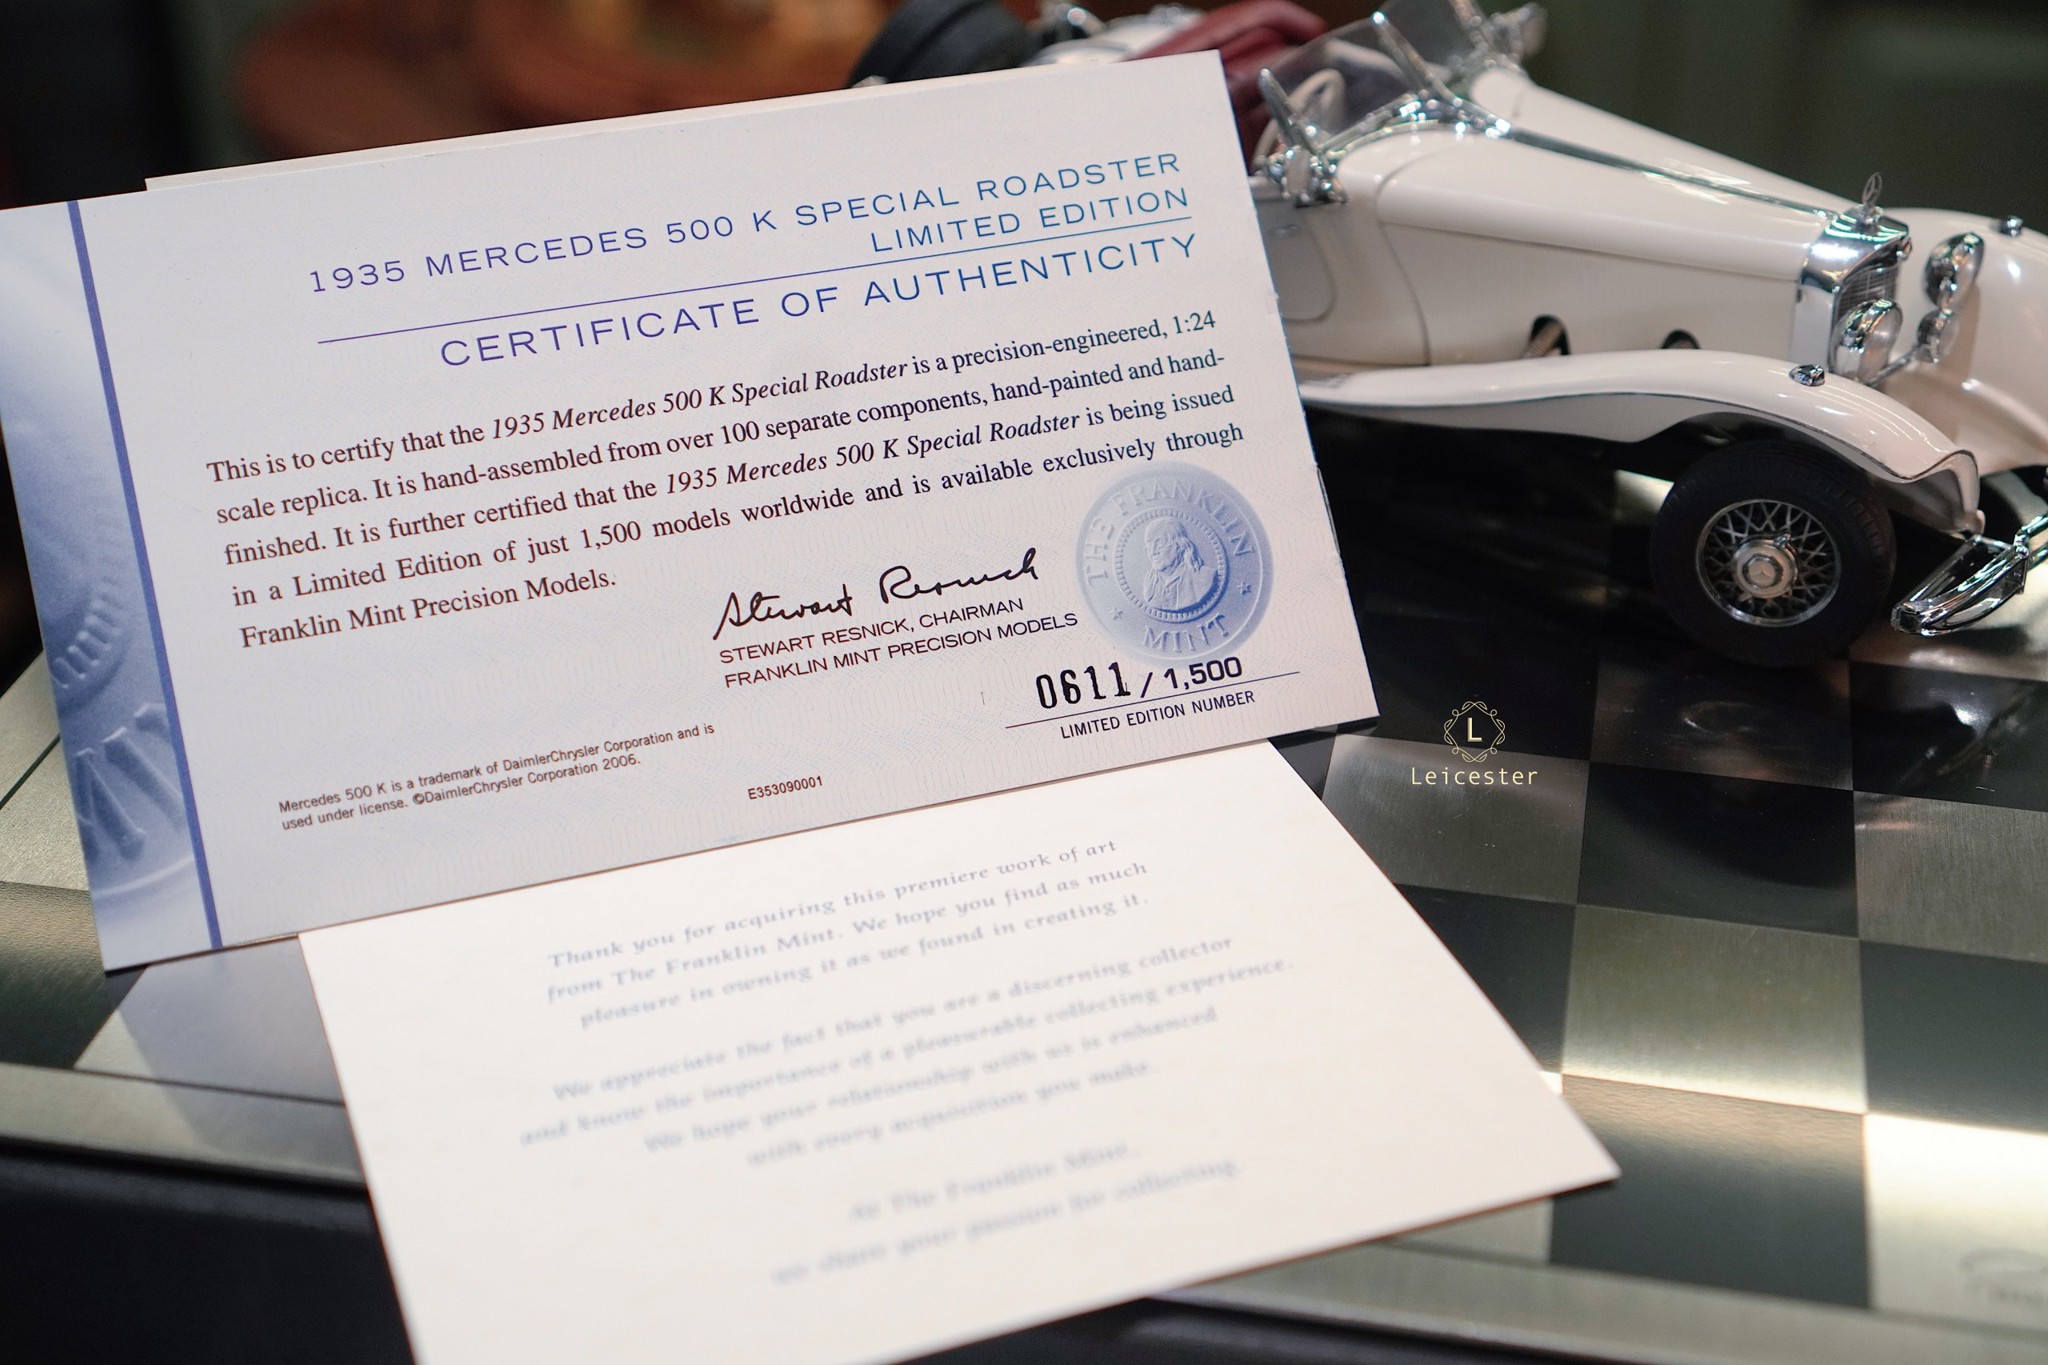 1935 MERCEDES 500 K SPECIAL ROADSTER
LIMITED EDITION
CERTIFICATE OF AUTHENTICITY
This is to certify that the 1935 Mercedes 500 K Special Roadster is a precision-engineered, 1:24
scale replica. It is hand-assembled from over 100 separate components, hand-painted and hand-
finished. It is further certified that the 1935 Mercedes 500 K Special Roadster is being issued
in a Limited Edition of just 1,500 models worldwide and is available exclusively through
Franklin Mint Precision Models.
THE FRANKLIN
MINT
Stewart Resnick
STEWART RESNICK, CHAIRMAN
FRANKLIN MINT PRECISION MODELS
0611 / 1,500
LIMITED EDITION NUMBER
Mercedes 500 K is a trademark of DaimlerChrysler Corporation and is
used under license. ©DaimlerChrysler Corporation 2006.
E353090001
L
Leicester
Thank you for acquiring this premiere work of art
from The Franklin Mint. We hope you find as much
pleasure in owning it as we found in creating it.
We appreciate the fact that you are a discerning collector
and know the importance of a pleasurable collecting experience.
We hope your relationship with us is enhanced
with every acquisition you make.
At The Franklin Mint,
we share your passion for collecting.